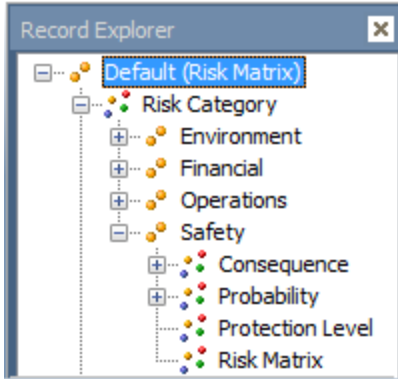 Record Explorer
Default (Risk Matrix)
Risk Category
Environment
Financial
Operations
Safety
Consequence
Probability
Protection Level
Risk Matrix